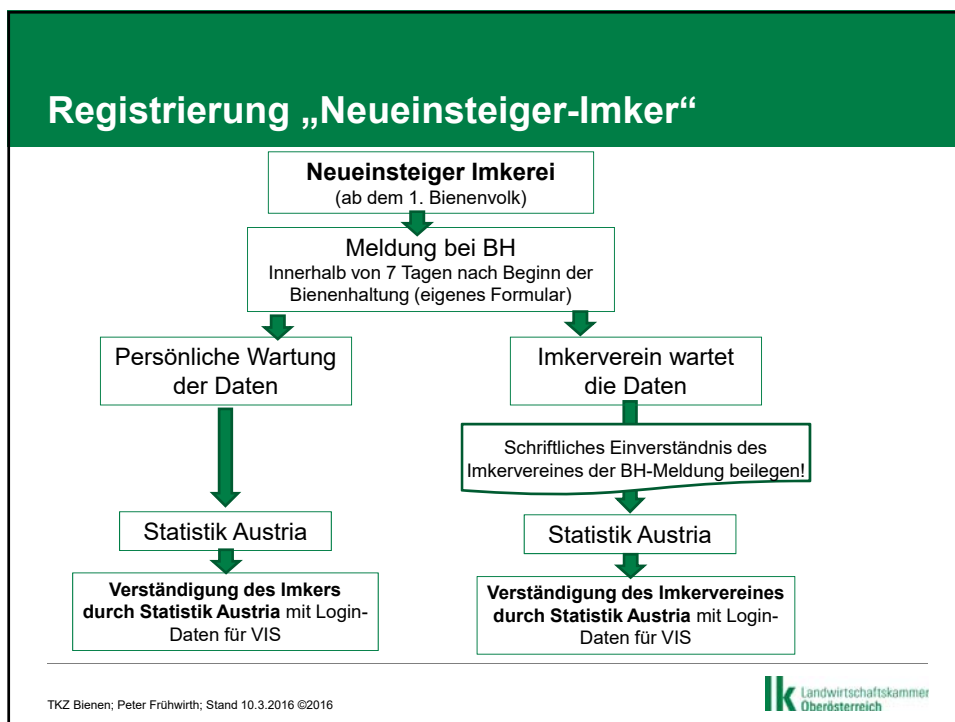 Registrierung „Neueinsteiger-Imker“
Neueinsteiger Imkerei
(ab dem 1. Bienenvolk)
Meldung bei BH
Innerhalb von 7 Tagen nach Beginn der
Bienenhaltung (eigenes Formular)
Persönliche Wartung
der Daten
Imkerverein wartet
die Daten
Schriftliches Einverständnis des
Imkervereines der BH-Meldung beilegen!
Statistik Austria
Statistik Austria
Verständigung des Imkers
durch Statistik Austria mit Login-
Daten für VIS
Verständigung des Imkervereines
durch Statistik Austria mit Login-
Daten für VIS
TKZ Bienen; Peter Frühwirth; Stand 10.3.2016 ©2016
lk Landwirtschaftskammer
Oberösterreich